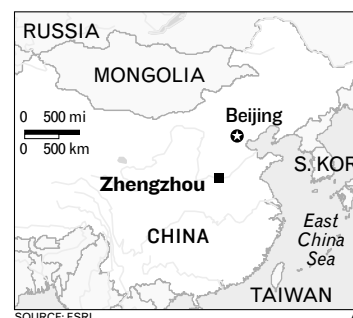 RUSSIA
MONGOLIA
0 500 mi
0 500 km
Beijing
S. KOR
Zhengzhou
CHINA
East
China
Sea
TAIWAN
SOURCE: ESRI